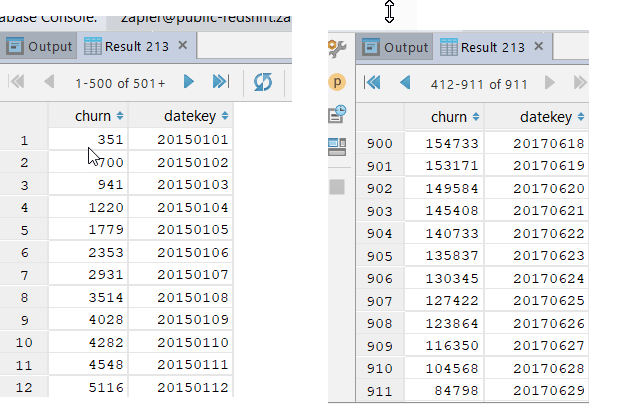 abase Console: zapier@public-redshift.za
Output Result 213 ×
1-500 of 501+
churn datekey
1 351 20150101
2 700 20150102
3 941 20150103
4 1220 20150104
5 1779 20150105
6 2353 20150106
7 2931 20150107
8 3514 20150108
9 4028 20150109
10 4282 20150110
11 4548 20150111
12 5116 20150112
p
Output Result 213 ×
412-911 of 911
churn datekey
900 154733 20170618
901 153171 20170619
902 149584 20170620
903 145408 20170621
904 140733 20170622
905 135837 20170623
906 130345 20170624
907 127422 20170625
908 123864 20170626
909 116350 20170627
910 104568 20170628
911 84798 20170629